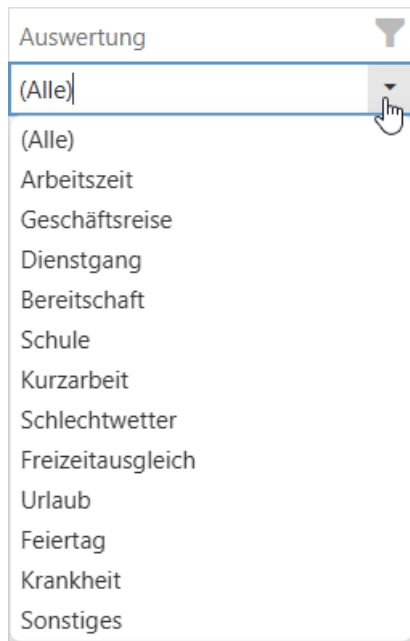 Auswertung
(Alle)
(Alle)
Arbeitszeit
Geschäftsreise
Dienstgang
Bereitschaft
Schule
Kurzarbeit
Schlechtwetter
Freizeitausgleich
Urlaub
Feiertag
Krankheit
Sonstiges